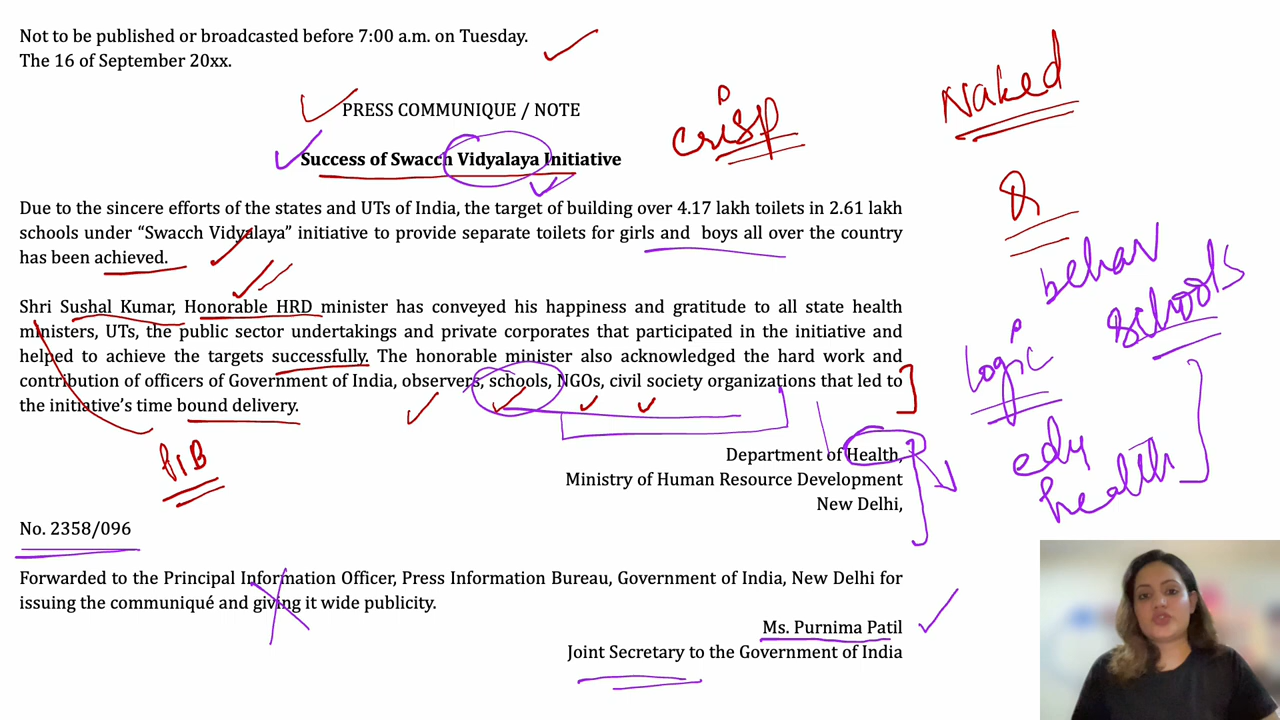 Not to be published or broadcasted before 7:00 a.m. on Tuesday.
The 16 of September 20xx.
PRESS COMMUNIQUE / NOTE
Success of Swacch Vidyalaya Initiative
Due to the sincere efforts of the states and UTs of India, the target of building over 4.17 lakh toilets in 2.61 lakh
schools under “Swacch Vidyalaya” initiative to provide separate toilets for girls and boys all over the country
has been achieved.
Shri Sushal Kumar, Honorable HRD minister has conveyed his happiness and gratitude to all state health
ministers, UTs, the public sector undertakings and private corporates that participated in the initiative and
helped to achieve the targets successfully. The honorable minister also acknowledged the hard work and
contribution of officers of Government of India, observers, schools, NGOs, civil society organizations that led to
the initiative’s time bound delivery.
Department of Health,
Ministry of Human Resource Development
New Delhi,
No. 2358/096
Forwarded to the Principal Information Officer, Press Information Bureau, Government of India, New Delhi for
issuing the communiqué and giving it wide publicity.
Ms. Purnima Patil
Joint Secretary to the Government of India
crisp
Naked
behav
schools
logic
edu
health
PIB